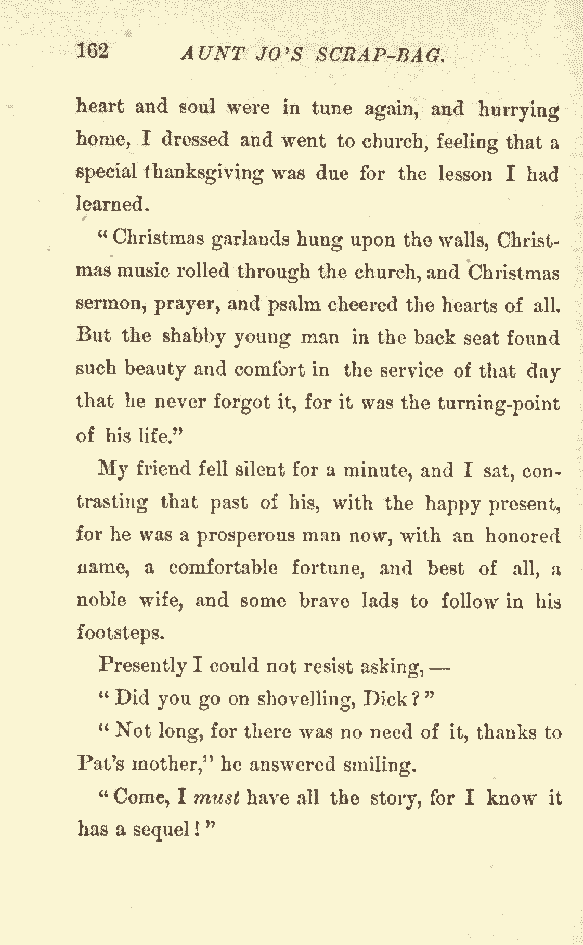 162 AUNT JO'S SCRAP-BAG.
heart and soul were in tune again, and hurrying
home, I dressed and went to church, feeling that a
special thanksgiving was due for the lesson I had
learned.
"Christmas garlands hung upon the walls, Christ-
mas music rolled through the church, and Christmas
sermon, prayer, and psalm cheered the hearts of all.
But the shabby young man in the back seat found
such beauty and comfort in the service of that day
that he never forgot it, for it was the turning-point
of his life."
My friend fell silent for a minute, and I sat, con-
trasting that past of his, with the happy present,
for he was a prosperous man now, with an honored
name, a comfortable fortune, and best of all, a
noble wife, and some brave lads to follow in his
footsteps.
Presently I could not resist asking, —
"Did you go on shovelling, Dick?"
"Not long, for there was no need of it, thanks to
Pat's mother," he answered smiling.
"Come, I must have all the story, for I know it
has a sequel!"